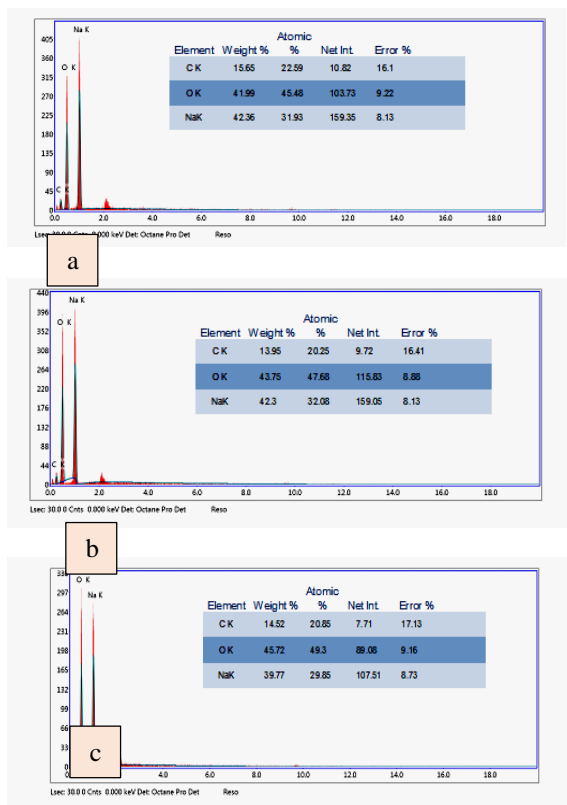 Na K
O K
C K
405
360
315
270
225
180
135
90
45
0
Atomic
Element Weight % % Net Int. Error %
C K 15.65 22.59 10.82 16.1
O K 41.99 45.48 103.73 9.22
NaK 42.36 31.93 159.35 8.13
0.0 2.0 4.0 6.0 8.0 10.0 12.0 14.0 16.0 18.0
Lsec: 30.0 0 Cnts 0.000 keV Det: Octane Pro Det Reso
a
Na K
O K
C K
440
396
352
308
264
220
176
132
88
44
0
Atomic
Element Weight % % Net Int. Error %
C K 13.95 20.25 9.72 16.41
O K 43.75 47.68 115.83 8.88
NaK 42.3 32.08 159.05 8.13
0.0 2.0 4.0 6.0 8.0 10.0 12.0 14.0 16.0 18.0
Lsec: 30.0 0 Cnts 0.000 keV Det: Octane Pro Det Reso
b
O K
Na K
297
264
231
198
165
132
99
66
33
0
Atomic
Element Weight % % Net Int. Error %
C K 14.52 20.85 7.71 17.13
O K 45.72 49.3 89.08 9.16
NaK 39.77 29.85 107.51 8.73
4.0 6.0 8.0 10.0 12.0 14.0 16.0 18.0
Lsec: 30.0 0 Cnts 0.000 keV Det: Octane Pro Det Reso
c